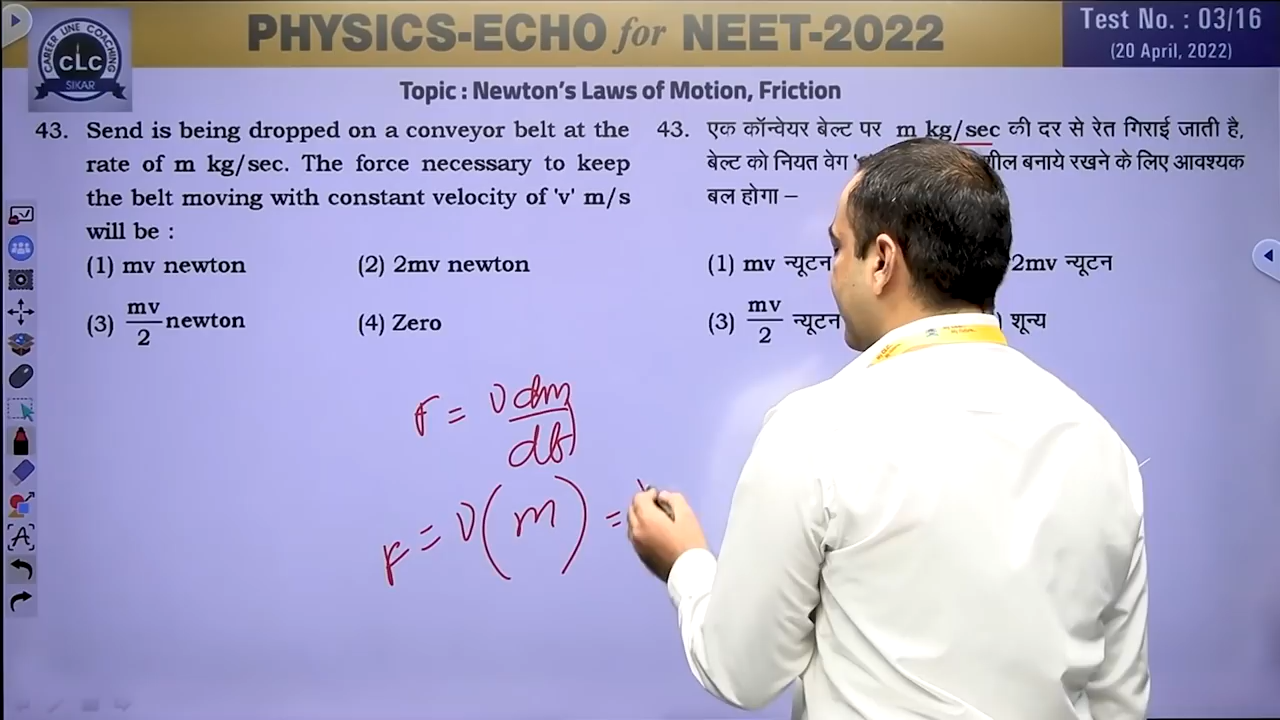 PHYSICS-ECHO for NEET-2022
Test No. : 03/16
(20 April, 2022)
CAREER LINE COACHING
CLC
SIKAR
Topic : Newton's Laws of Motion, Friction
43. Send is being dropped on a conveyor belt at the
rate of m kg/sec. The force necessary to keep
the belt moving with constant velocity of 'v' m/s
will be :
(1) mv newton (2) 2mv newton
(3) mv/2 newton (4) Zero
43. एक कॉन्वेयर बेल्ट पर m kg/sec की दर से रेत गिराई जाती है,
बेल्ट को नियत वेग शील बनाये रखने के लिए आवश्यक
बल होगा –
(1) mv न्यूटन 2mv न्यूटन
(3) mv/2 न्यूटन शून्य
F = v dm/dt
F = v(m) =